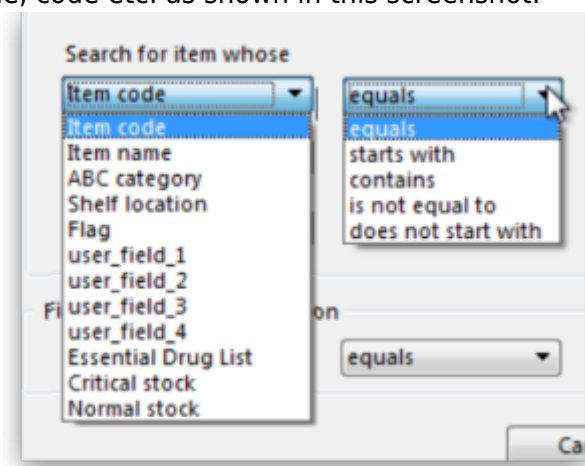 code etc. as shown in this screenshot.
Search for item whose
Item code equals
Item code
Item name
ABC category
Shelf location
Flag
user_field_1
user_field_2
user_field_3
user_field_4
Essential Drug List
Critical stock
Normal stock
equals
starts with
contains
is not equal to
does not start with
Fi
on
equals
Ca